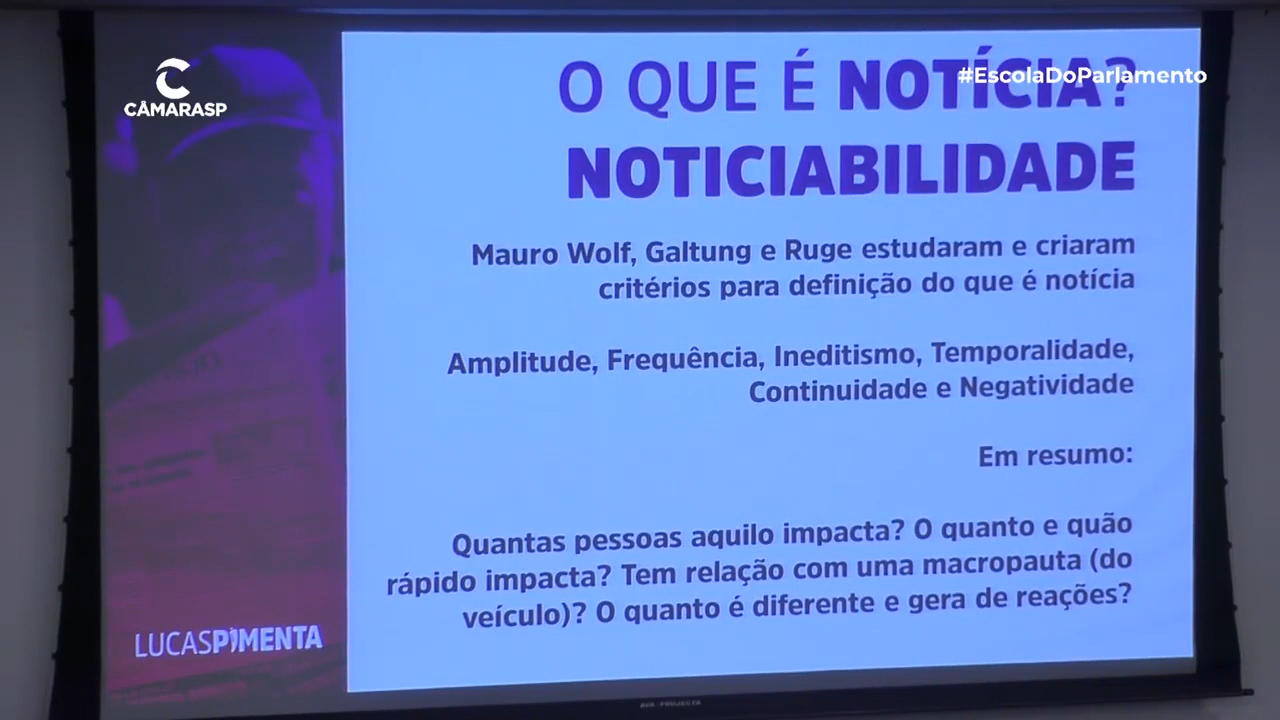 CÂMARASP
#EscolaDoParlamento
O QUE É NOTÍCIA?
NOTICIABILIDADE
Mauro Wolf, Galtung e Ruge estudaram e criaram
critérios para definição do que é notícia
Amplitude, Frequência, Ineditismo, Temporalidade,
Continuidade e Negatividade
Em resumo:
Quantas pessoas aquilo impacta? O quanto e quão
rápido impacta? Tem relação com uma macropauta (do
veículo)? O quanto é diferente e gera de reações?
LUCASPIMENTA